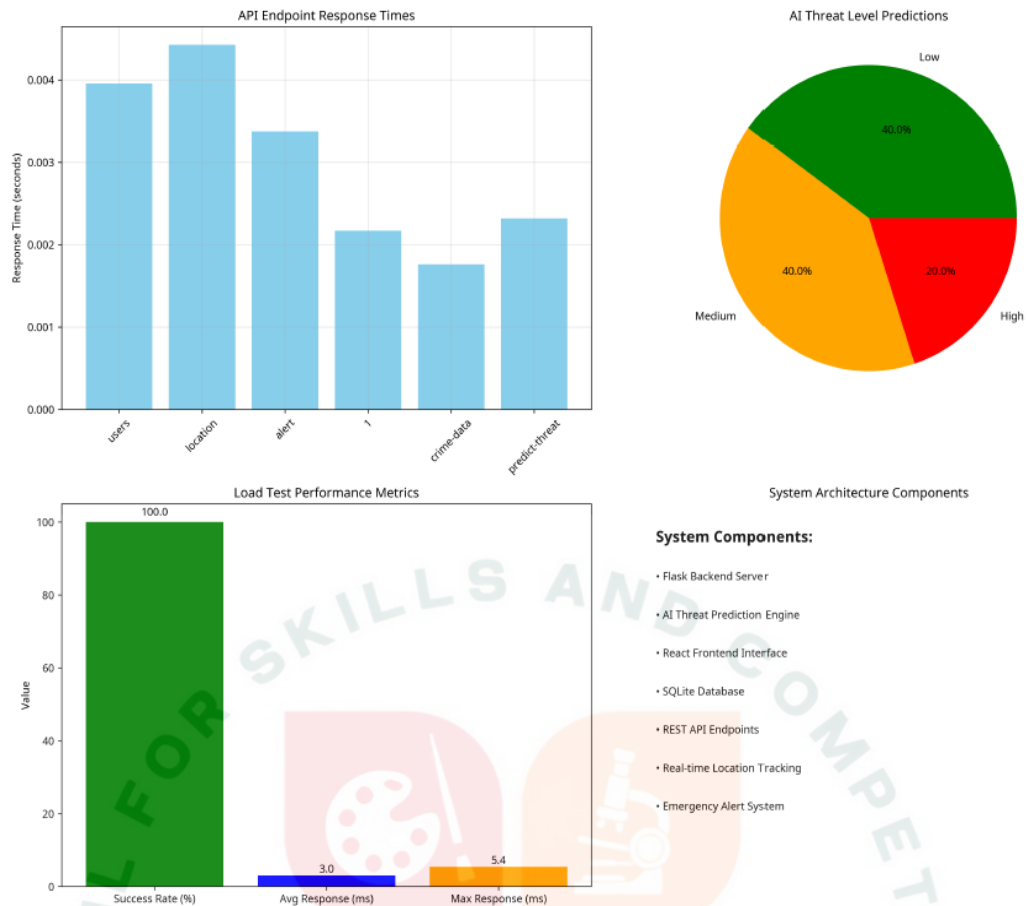 API Endpoint Response Times
Response Time (seconds)
0.004
0.003
0.002
0.001
0.000
users
location
alert
1
crime-data
predict-threat
AI Threat Level Predictions
Low
40.0%
Medium
40.0%
High
20.0%
Load Test Performance Metrics
Value
100
80
60
40
20
0
100.0
3.0
5.4
Success Rate (%)
Avg Response (ms)
Max Response (ms)
System Architecture Components
System Components:
• Flask Backend Server
• AI Threat Prediction Engine
• React Frontend Interface
• SQLite Database
• REST API Endpoints
• Real-time Location Tracking
• Emergency Alert System
L FOR SKILLS AND COMPET